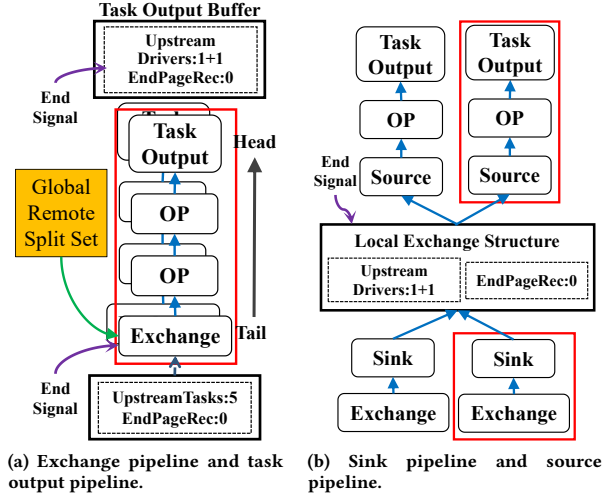 Task Output Buffer
Upstream
Drivers:1+1
EndPageRec:0
End
Signal
Task
Output
Head
Global
Remote
Split Set
OP
OP
Exchange
Tail
End
Signal
UpstreamTasks:5
EndPageRec:0
(a) Exchange pipeline and task
output pipeline.
Task
Output
Task
Output
OP
OP
End
Signal
Source
Source
Local Exchange Structure
Upstream
Drivers:1+1
EndPageRec:0
Sink
Sink
Exchange
Exchange
(b) Sink pipeline and source
pipeline.